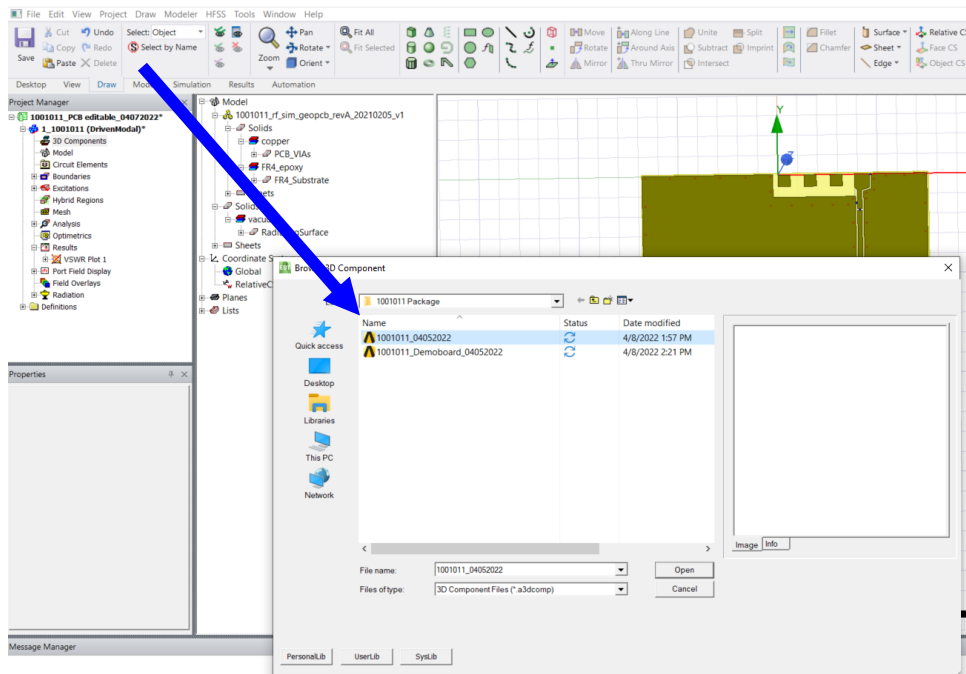 File Edit View Project Draw Modeler HFSS Tools Window Help
Save
Cut Undo
Copy Redo
Paste Delete
Select: Object
Select by Name
Zoom
Pan
Rotate
Orient
Fit All
Fit Selected
Move Along Line
Rotate Around Axis
Mirror Thru Mirror
Unite Split
Subtract Imprint
Intersect
Fillet
Chamfer
Surface
Sheet
Edge
Relative CS
Face CS
Object CS
Desktop View Draw Simulation Results Automation
Project Manager
1001011_PCB editable_04072022*
1_1001011 (DrivenModal)*
3D Components
Model
Circuit Elements
Boundaries
Excitations
Hybrid Regions
Mesh
Analysis
Optimetrics
Results
VSWR Plot 1
Port Field Display
Field Overlays
Radiation
Definitions
Properties
Message Manager
Model
1001011_rf_sim_geopcb_revA_20210205_v1
Solids
copper
PCB_VIAs
FR4_epoxy
FR4_Substrate
Sheets
Coordinate
Global
Planes
Lists
Y
Z
3D Component
1001011 Package
Quick access
Desktop
Libraries
This PC
Network
Name Status Date modified
1001011_04052022 4/8/2022 1:57 PM
1001011_Demoboard_04052022 4/8/2022 2:21 PM
Image Info
File name: 1001011_04052022 Open
Files of type: 3D Component Files (*.a3dcomp) Cancel
PersonalLib UserLib SysLib